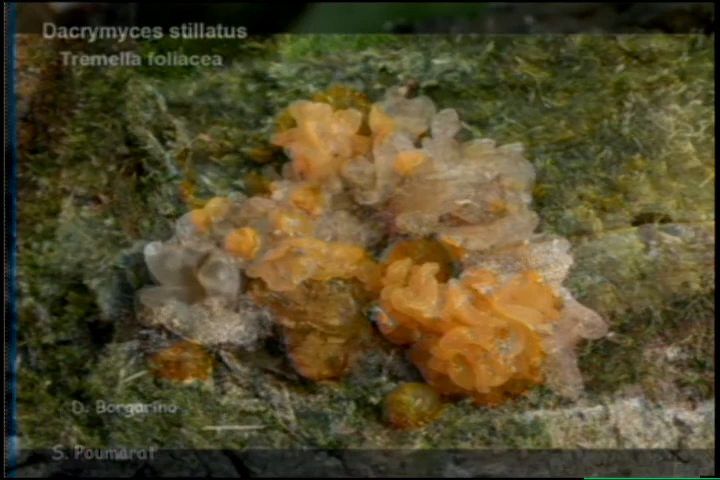 Dacrymyces stillatus
Tremella foliacea
D. Borgarino
S. Poumarat